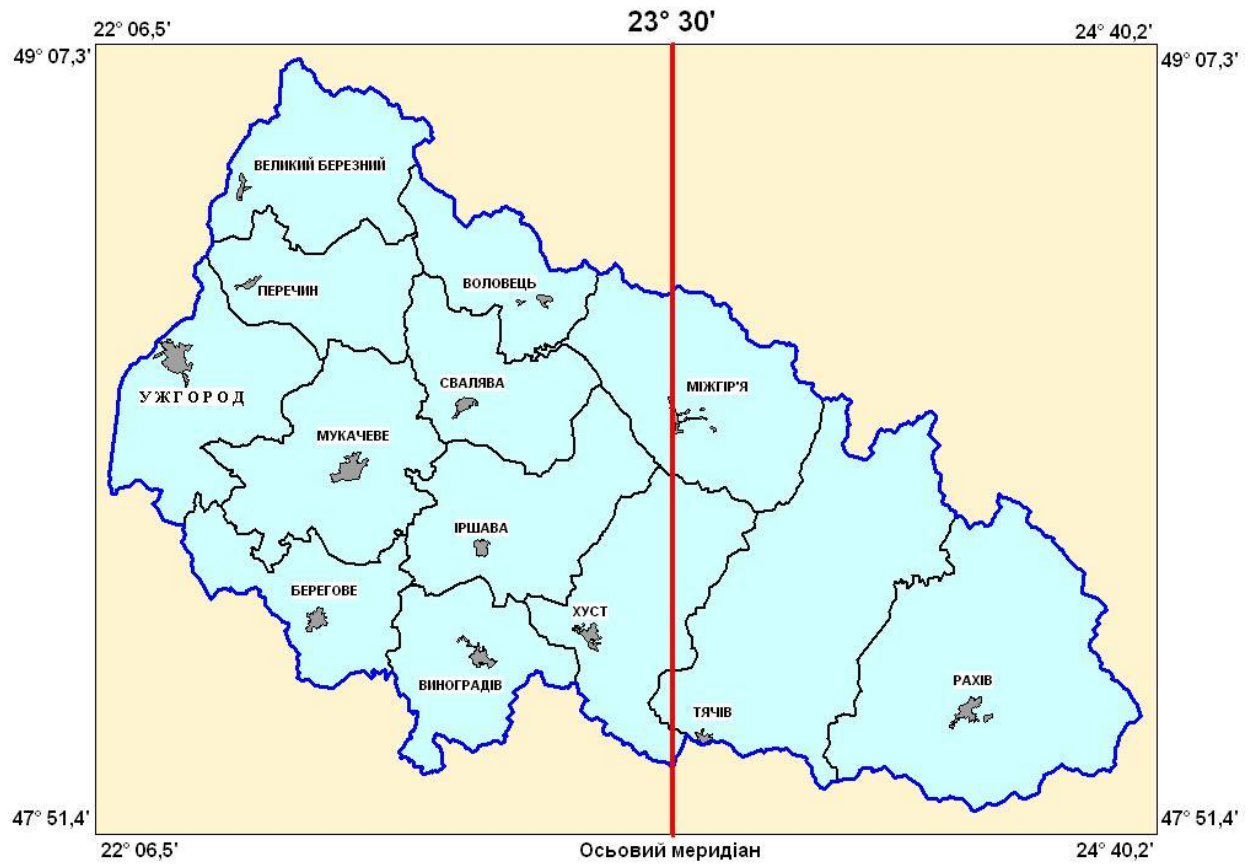 23° 30'
22° 06,5'
24° 40,2'
49° 07,3'
49° 07,3'
ВЕЛИКИЙ БЕРЕЗНИЙ
ПЕРЕЧИН
ВОЛОВЕЦЬ
УЖГОРОД
СВАЛЯВА
МІЖГІР'Я
МУКАЧЕВЕ
ІРШАВА
БЕРЕГОВЕ
ХУСТ
ВИНОГРАДІВ
РАХІВ
ТЯЧІВ
47° 51,4'
47° 51,4'
22° 06,5'
Осьовий меридіан
24° 40,2'